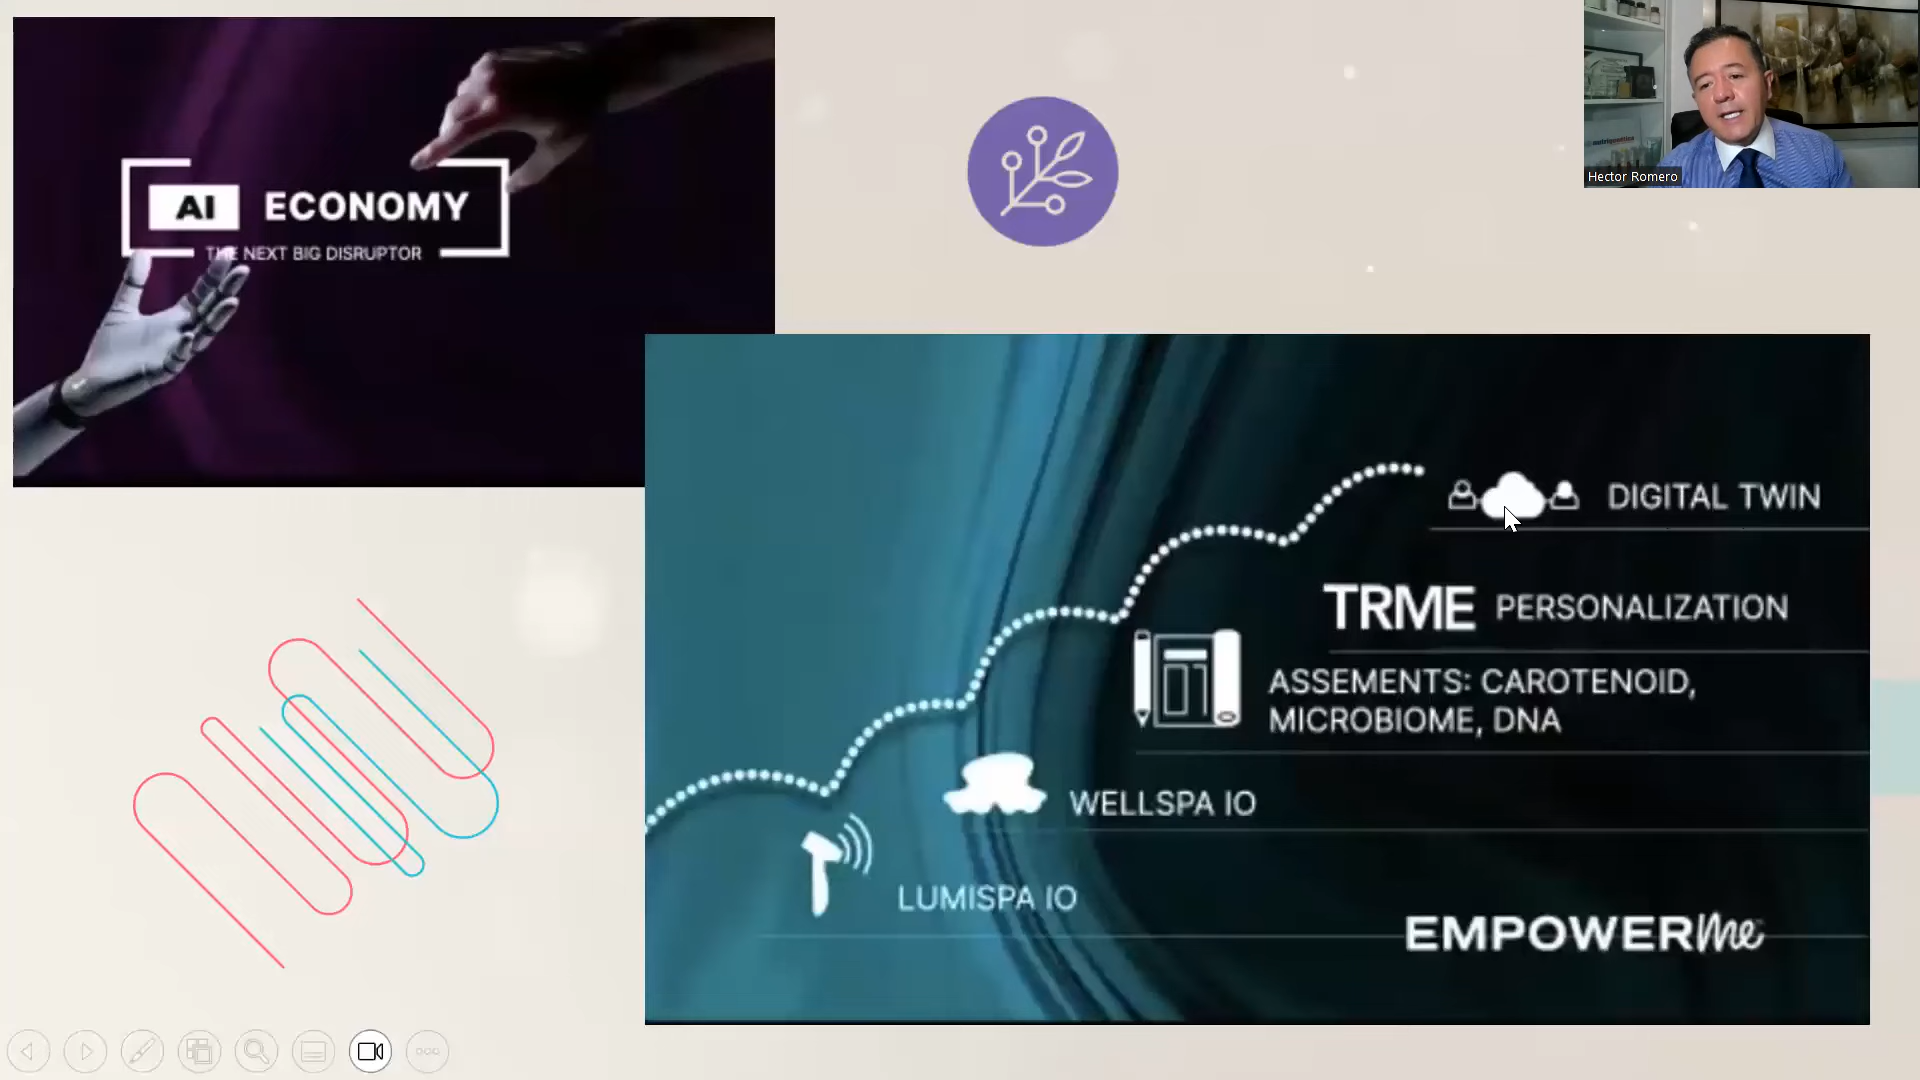 AI ECONOMY
THE NEXT BIG DISRUPTOR
Hector Romero
DIGITAL TWIN
TRME PERSONALIZATION
ASSEMENTS: CAROTENOID,
MICROBIOME, DNA
WELLSPA IO
LUMISPA IO
EMPOWERme